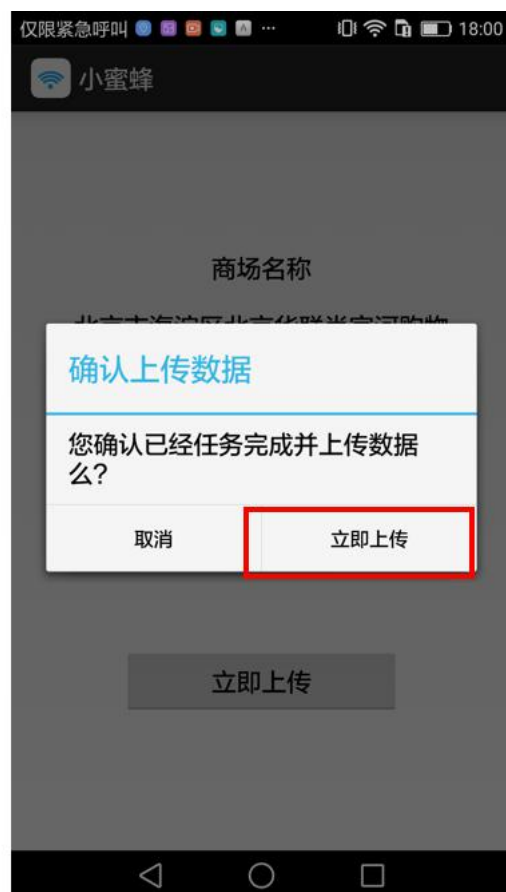 仅限紧急呼叫 ··· 18:00
小蜜蜂
商场名称
确认上传数据
您确认已经任务完成并上传数据
么?
取消 立即上传
立即上传